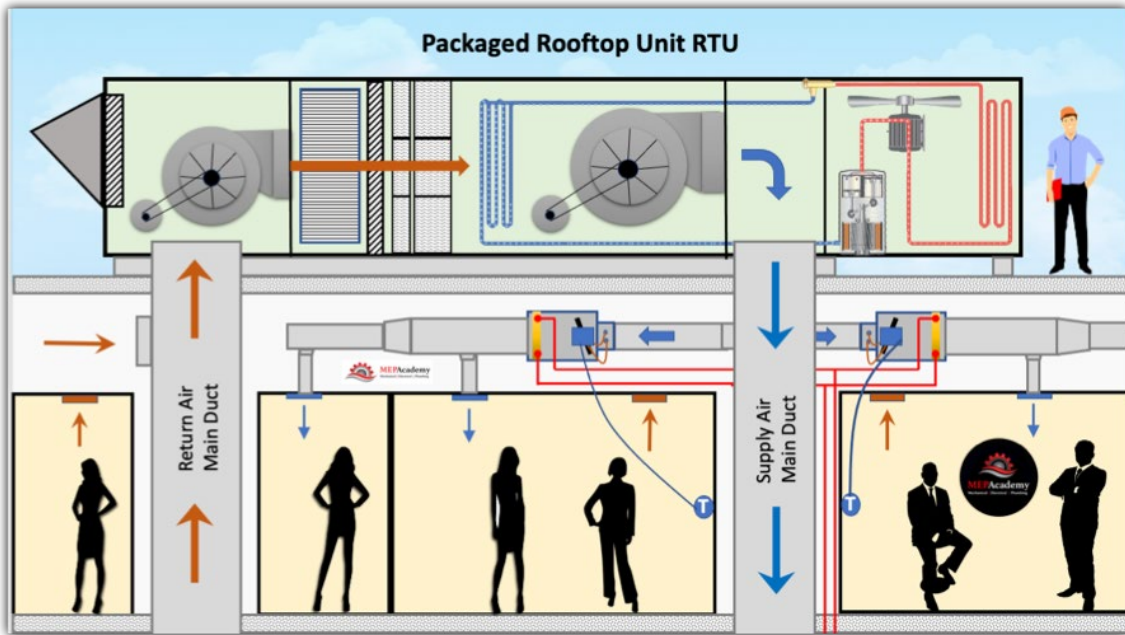 Packaged Rooftop Unit RTU
MEPAcademy
Return Air
Main Duct
Supply Air
Main Duct
T
T
MEPAcademy